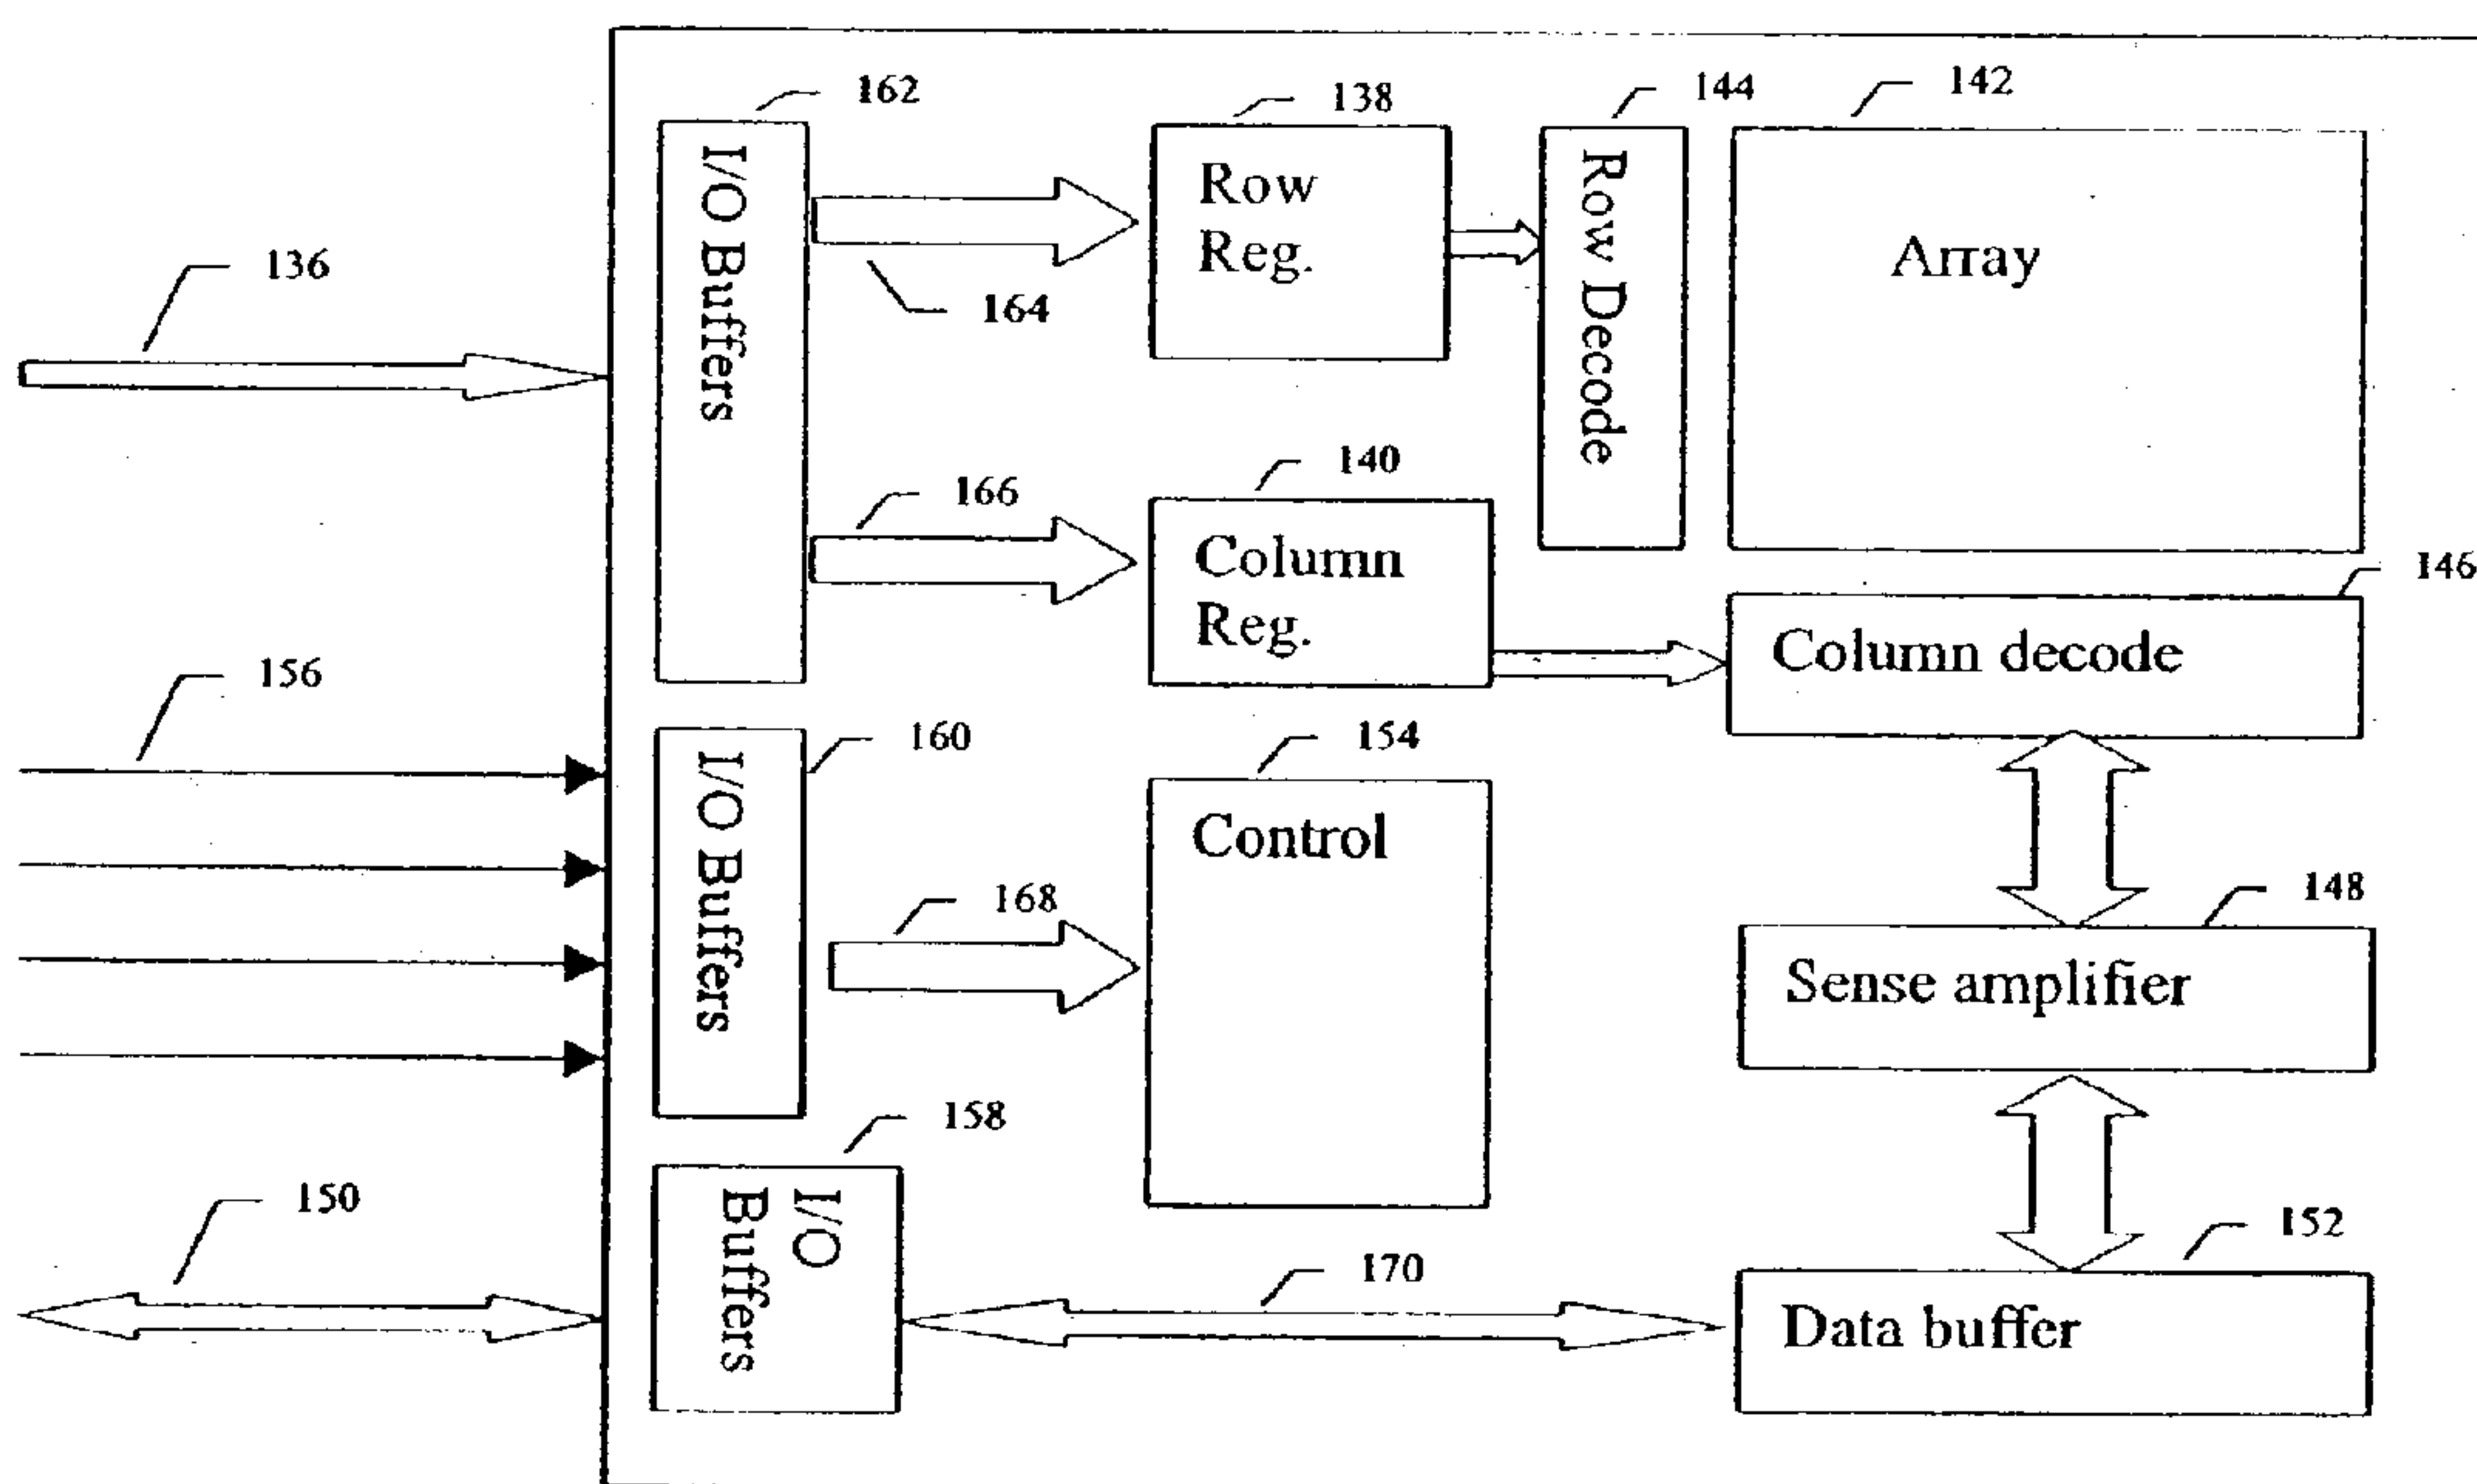 162
138
144
142
I/O Buffers
Row
Reg.
Row Decode
Array
136
164
140
146
166
Column
Reg.
Column decode
156
160
154
I/O Buffers
Control
168
148
Sense amplifier
158
150
I/O
Buffers
170
152
Data buffer